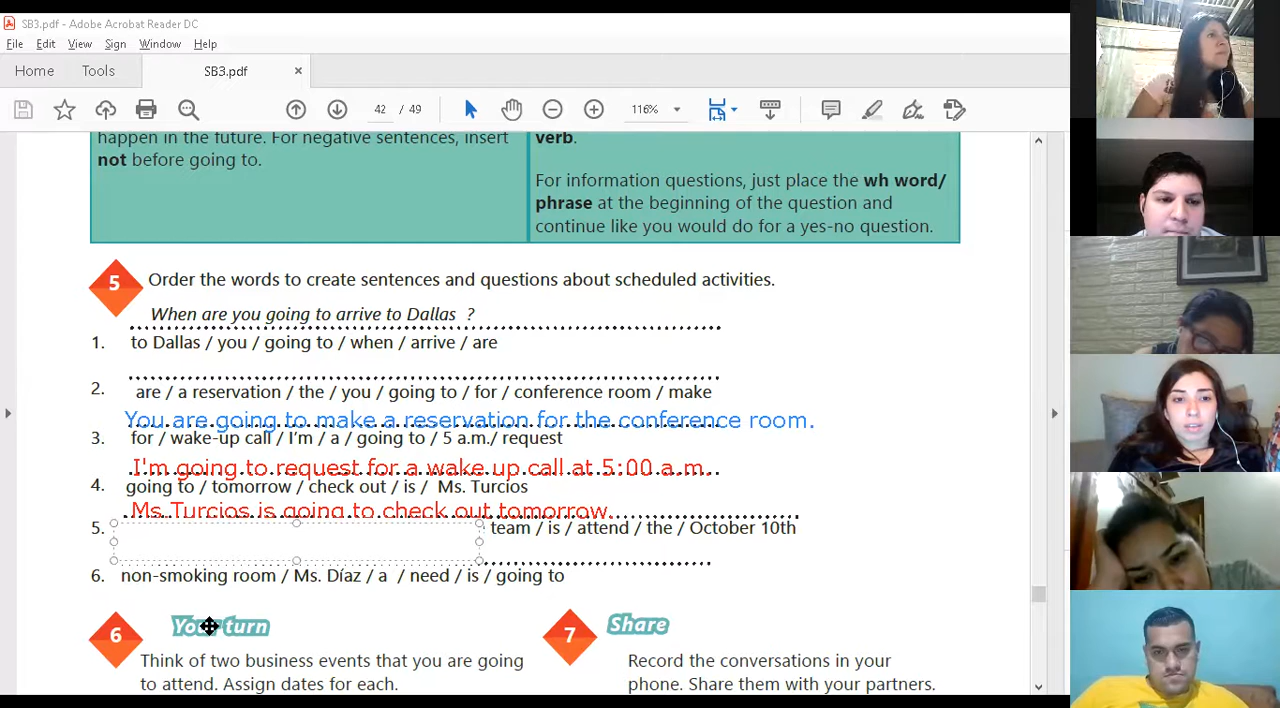 SB3.pdf - Adobe Acrobat Reader DC
File Edit View Sign Window Help
Home Tools SB3.pdf ×
42 / 49 116%
happen in the future. For negative sentences, insert
not before going to.
verb.
For information questions, just place the wh word/
phrase at the beginning of the question and
continue like you would do for a yes-no question.
5 Order the words to create sentences and questions about scheduled activities.
When are you going to arrive to Dallas ?
1. to Dallas / you / going to / when / arrive / are
2. are / a reservation / the / you / going to / for / conference room / make
You are going to make a reservation for the conference room.
3. for / wake-up call / I'm / a / going to / 5 a.m./ request
I'm going to request for a wake up call at 5:00 a.m.
4. going to / tomorrow / check out / is / Ms. Turcios
Ms.Turcios is going to check out tomorrow.
5. team / is / attend / the / October 10th
6. non-smoking room / Ms. Díaz / a / need / is / going to
6 Your turn
Think of two business events that you are going
to attend. Assign dates for each.
7 Share
Record the conversations in your
phone. Share them with your partners.